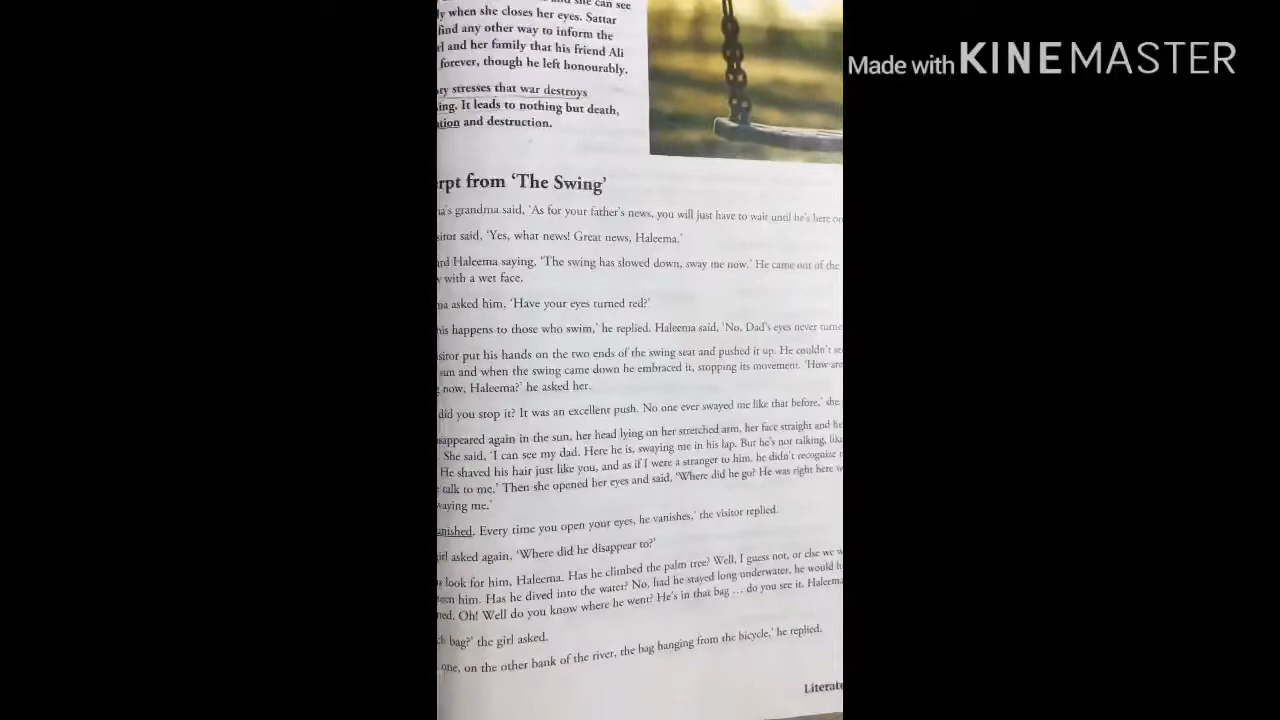 she can see
y when she closes her eyes. Sattar
find any other way to inform the
rl and her family that his friend Ali
forever, though he left honourably.
ry stresses that war destroys
ing. It leads to nothing but death,
tion and destruction.
Made with KINEMASTER
rpt from ‘The Swing’
na's grandma said, ‘As for your father's news, you will just have to wait until he's here on
sitor said, ‘Yes, what news! Great news, Haleema.’
ard Haleema saying, ‘The swing has slowed down, sway me now.’ He came out of the
with a wet face.
na asked him, ‘Have your eyes turned red?’
his happens to those who swim,’ he replied. Haleema said, ‘No, Dad's eyes never turne
sitor put his hands on the two ends of the swing seat and pushed it up. He couldn't se
sun and when the swing came down he embraced it, stopping its movement. ‘How are
now, Haleema?’ he asked her.
did you stop it? It was an excellent push. No one ever swayed me like that before,’ she
sappeared again in the sun, her head lying on her stretched arm, her face straight and he
She said, ‘I can see my dad. Here he is, swaying me in his lap. But he's not talking, lik
He shaved his hair just like you, and as if I were a stranger to him, he didn't recognise
talk to me.’ Then she opened her eyes and said, ‘Where did he go? He was right here w
waying me.’
anished. Every time you open your eyes, he vanishes,’ the visitor replied.
irl asked again, ‘Where did he disappear to?’
look for him, Haleema. Has he climbed the palm tree? Well, I guess not, or else we w
seen him. Has he dived into the water? No, had he stayed long underwater, he would h
ned. Oh! Well do you know where he went? He's in that bag … do you see it, Haleema
ch bag?’ the girl asked.
one, on the other bank of the river, the bag hanging from the bicycle,’ he replied.
Literatu